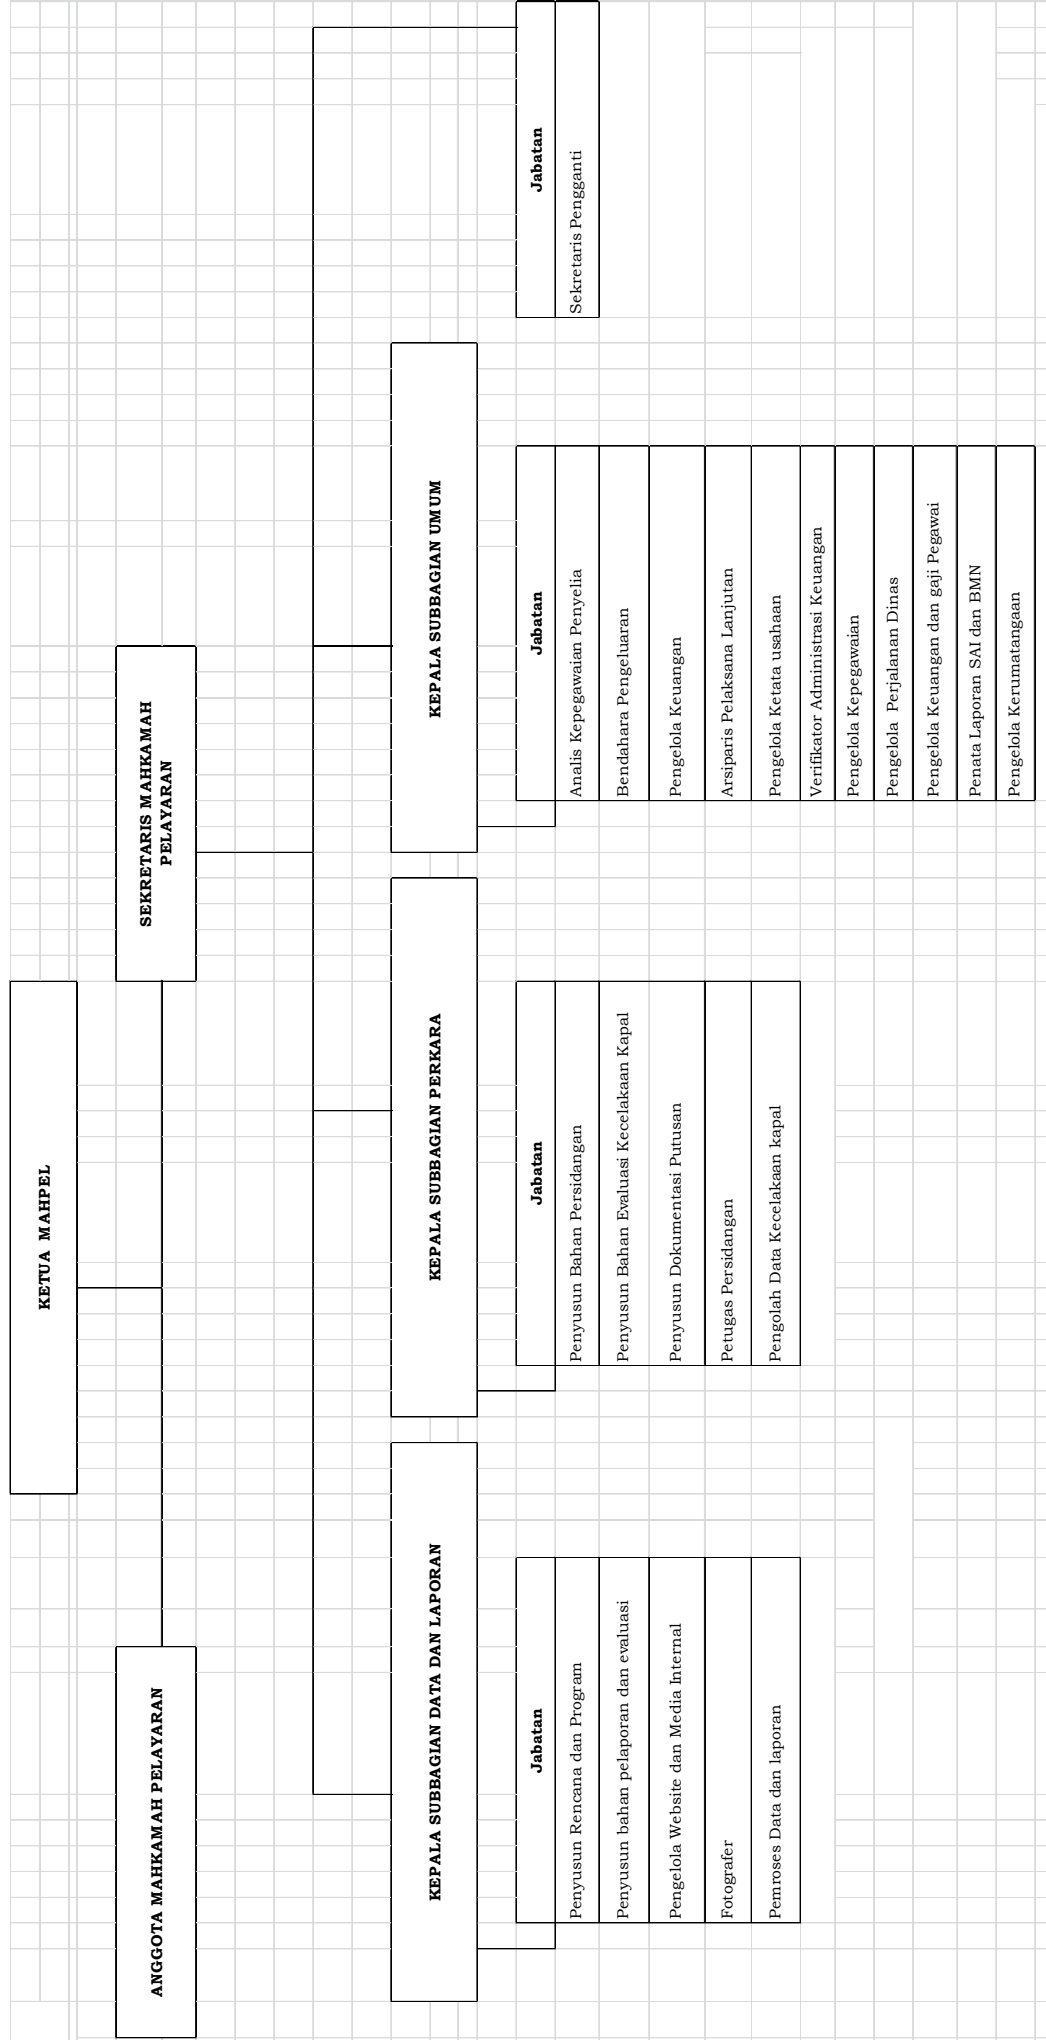 KETUA MAHPEL
ANGGOTA MAHKAMAH PELAYARAN
SEKRETARIS MAHKAMAH
PELAYARAN
KEPALA SUBBAGIAN DATA DAN LAPORAN
KEPALA SUBBAGIAN PERKARA
KEPALA SUBBAGIAN UMUM
Jabatan
Penyusun Rencana dan Program
Penyusun bahan pelaporan dan evaluasi
Pengelola Website dan Media Internal
Fotografer
Pemroses Data dan laporan
Jabatan
Penyusun Bahan Persidangan
Penyusun Bahan Evaluasi Kecelakaan Kapal
Penyusun Dokumentasi Putusan
Petugas Persidangan
Pengolah Data Kecelakaan kapal
Jabatan
Analis Kepegawaian Penyelia
Bendahara Pengeluaran
Pengelola Keuangan
Arsiparis Pelaksana Lanjutan
Pengelola Ketata usahaan
Verifikator Administrasi Keuangan
Pengelola Kepegawaian
Pengelola Perjalanan Dinas
Pengelola Keuangan dan gaji Pegawai
Penata Laporan SAI dan BMN
Pengelola Kerumatangaan
Jabatan
Sekretaris Pengganti